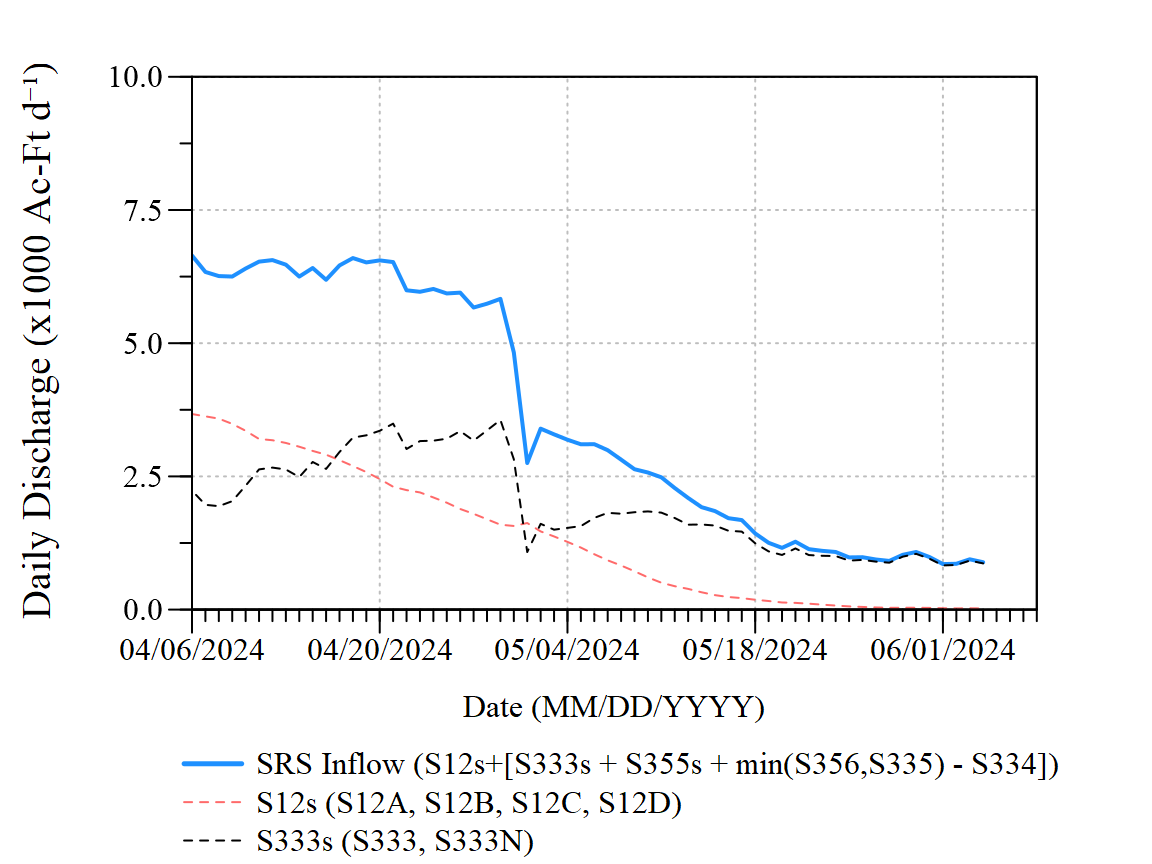 Daily Discharge (x1000 Ac-Ft d⁻¹)
10.0
7.5
5.0
2.5
0.0
04/06/2024 04/20/2024 05/04/2024 05/18/2024 06/01/2024
Date (MM/DD/YYYY)
SRS Inflow (S12s+[S333s + S355s + min(S356,S335) - S334])
S12s (S12A, S12B, S12C, S12D)
S333s (S333, S333N)